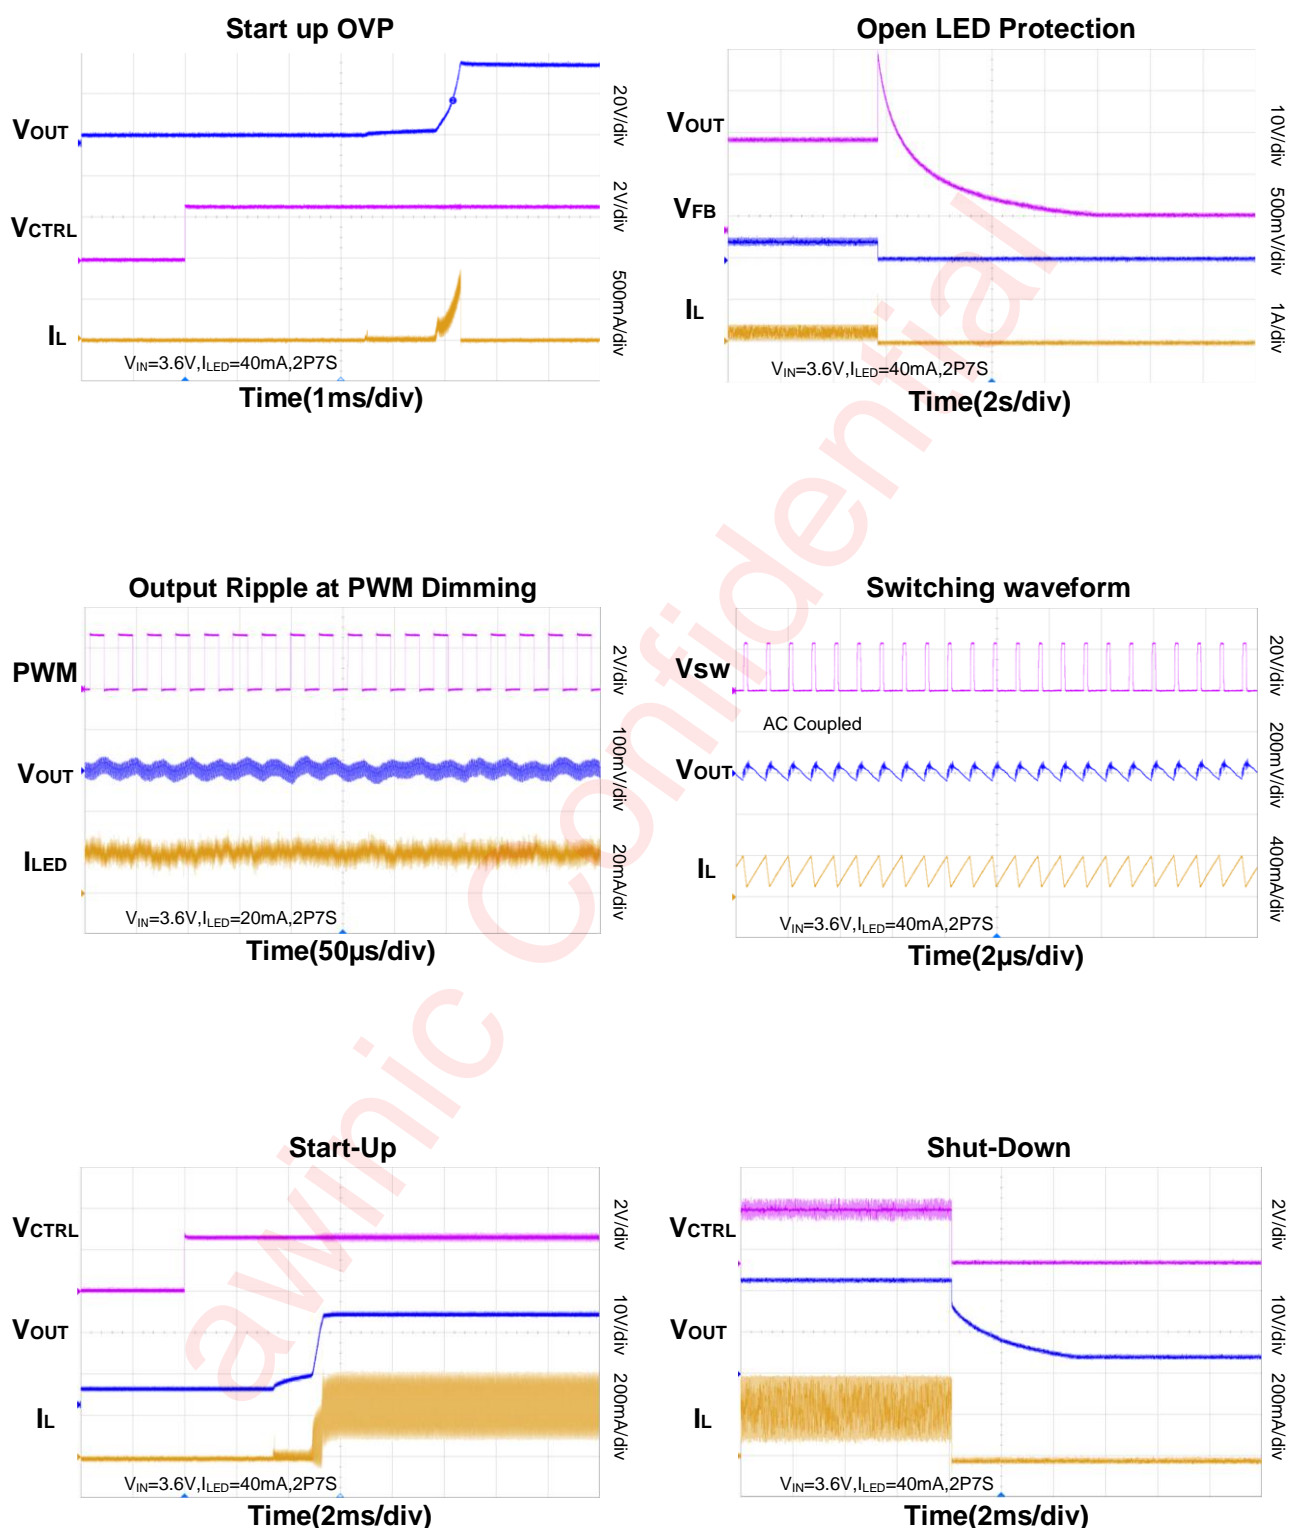 Start up OVP
VOUT
20V/div
VCTRL
2V/div
IL
500mA/div
VIN=3.6V,ILED=40mA,2P7S
Time(1ms/div)
Open LED Protection
VOUT
10V/div
VFB
500mV/div
IL
1A/div
VIN=3.6V,ILED=40mA,2P7S
Time(2s/div)
Output Ripple at PWM Dimming
PWM
2V/div
VOUT
100mV/div
ILED
20mA/div
VIN=3.6V,ILED=20mA,2P7S
Time(50µs/div)
Switching waveform
VSW
20V/div
AC Coupled
VOUT
200mV/div
IL
400mA/div
VIN=3.6V,ILED=40mA,2P7S
Time(2µs/div)
Start-Up
VCTRL
2V/div
VOUT
10V/div
IL
200mA/div
VIN=3.6V,ILED=40mA,2P7S
Time(2ms/div)
Shut-Down
VCTRL
2V/div
VOUT
10V/div
IL
200mA/div
VIN=3.6V,ILED=40mA,2P7S
Time(2ms/div)
awinic Confidential